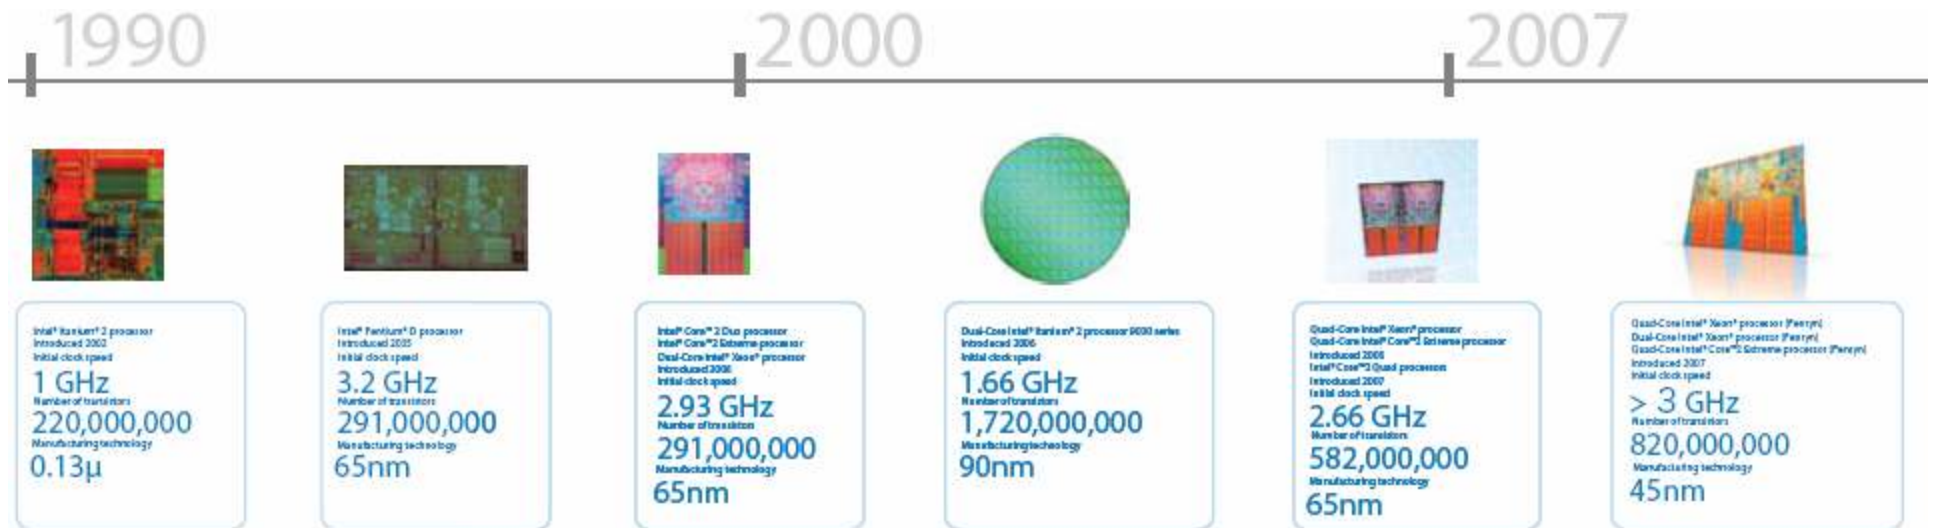 1990
2000
2007
Intel® Itanium® 2 processor
Introduced 2002
Initial clock speed
1 GHz
Number of transistors
220,000,000
Manufacturing technology
0.13µ
Intel® Pentium® D processor
Introduced 2005
Initial clock speed
3.2 GHz
Number of transistors
291,000,000
Manufacturing technology
65nm
Intel® Core™ 2 Duo processor
Intel® Core™2 Extreme processor
Dual-Core Intel® Xeon® processor
Introduced 2006
Initial clock speed
2.93 GHz
Number of transistors
291,000,000
Manufacturing technology
65nm
Dual-Core Intel® Itanium® 2 processor 9000 series
Introduced 2006
Initial clock speed
1.66 GHz
Number of transistors
1,720,000,000
Manufacturing technology
90nm
Quad-Core Intel® Xeon® processor
Quad-Core Intel® Core™2 Extreme processor
Introduced 2006
Intel® Core™2 Quad processors
Introduced 2007
Initial clock speed
2.66 GHz
Number of transistors
582,000,000
Manufacturing technology
65nm
Quad-Core Intel® Xeon® processor (Penryn)
Dual-Core Intel® Xeon® processor (Penryn)
Quad-Core Intel® Core™2 Extreme processor (Penryn)
Introduced 2007
Initial clock speed
> 3 GHz
Number of transistors
820,000,000
Manufacturing technology
45nm